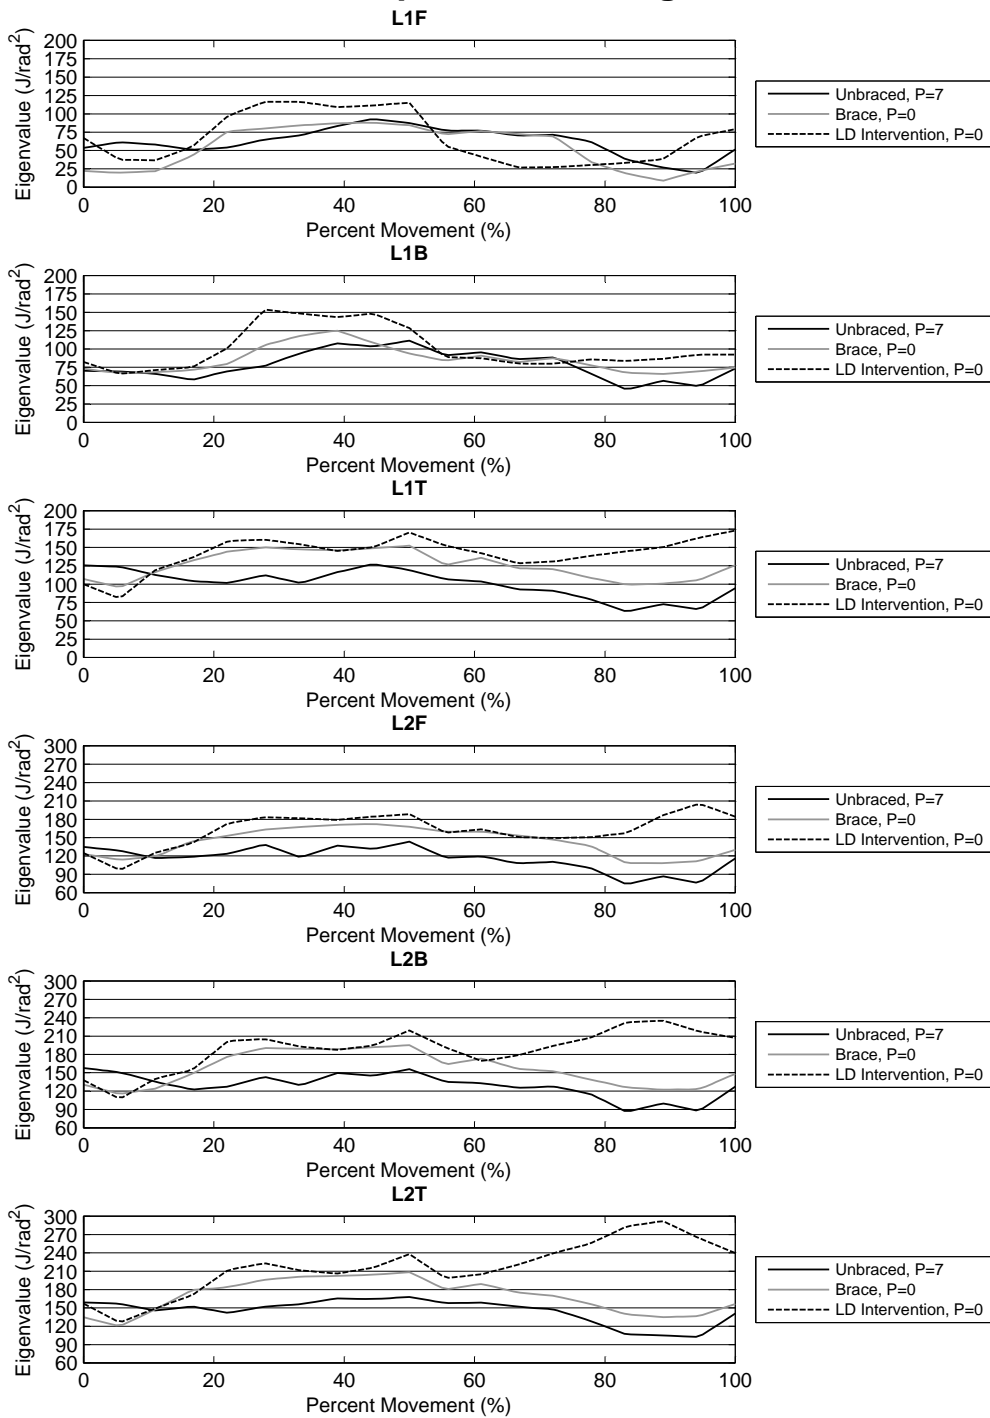 L1F
200
175
150
125
100
75
50
25
0
Eigenvalue (J/rad²)
0 20 40 60 80 100
Percent Movement (%)
Unbraced, P=7
Brace, P=0
LD Intervention, P=0
L1B
200
175
150
125
100
75
50
25
0
Eigenvalue (J/rad²)
0 20 40 60 80 100
Percent Movement (%)
Unbraced, P=7
Brace, P=0
LD Intervention, P=0
L1T
200
175
150
125
100
75
50
25
0
Eigenvalue (J/rad²)
0 20 40 60 80 100
Percent Movement (%)
Unbraced, P=7
Brace, P=0
LD Intervention, P=0
L2F
300
270
240
210
180
150
120
90
60
Eigenvalue (J/rad²)
0 20 40 60 80 100
Percent Movement (%)
Unbraced, P=7
Brace, P=0
LD Intervention, P=0
L2B
300
270
240
210
180
150
120
90
60
Eigenvalue (J/rad²)
0 20 40 60 80 100
Percent Movement (%)
Unbraced, P=7
Brace, P=0
LD Intervention, P=0
L2T
300
270
240
210
180
150
120
90
60
Eigenvalue (J/rad²)
0 20 40 60 80 100
Percent Movement (%)
Unbraced, P=7
Brace, P=0
LD Intervention, P=0